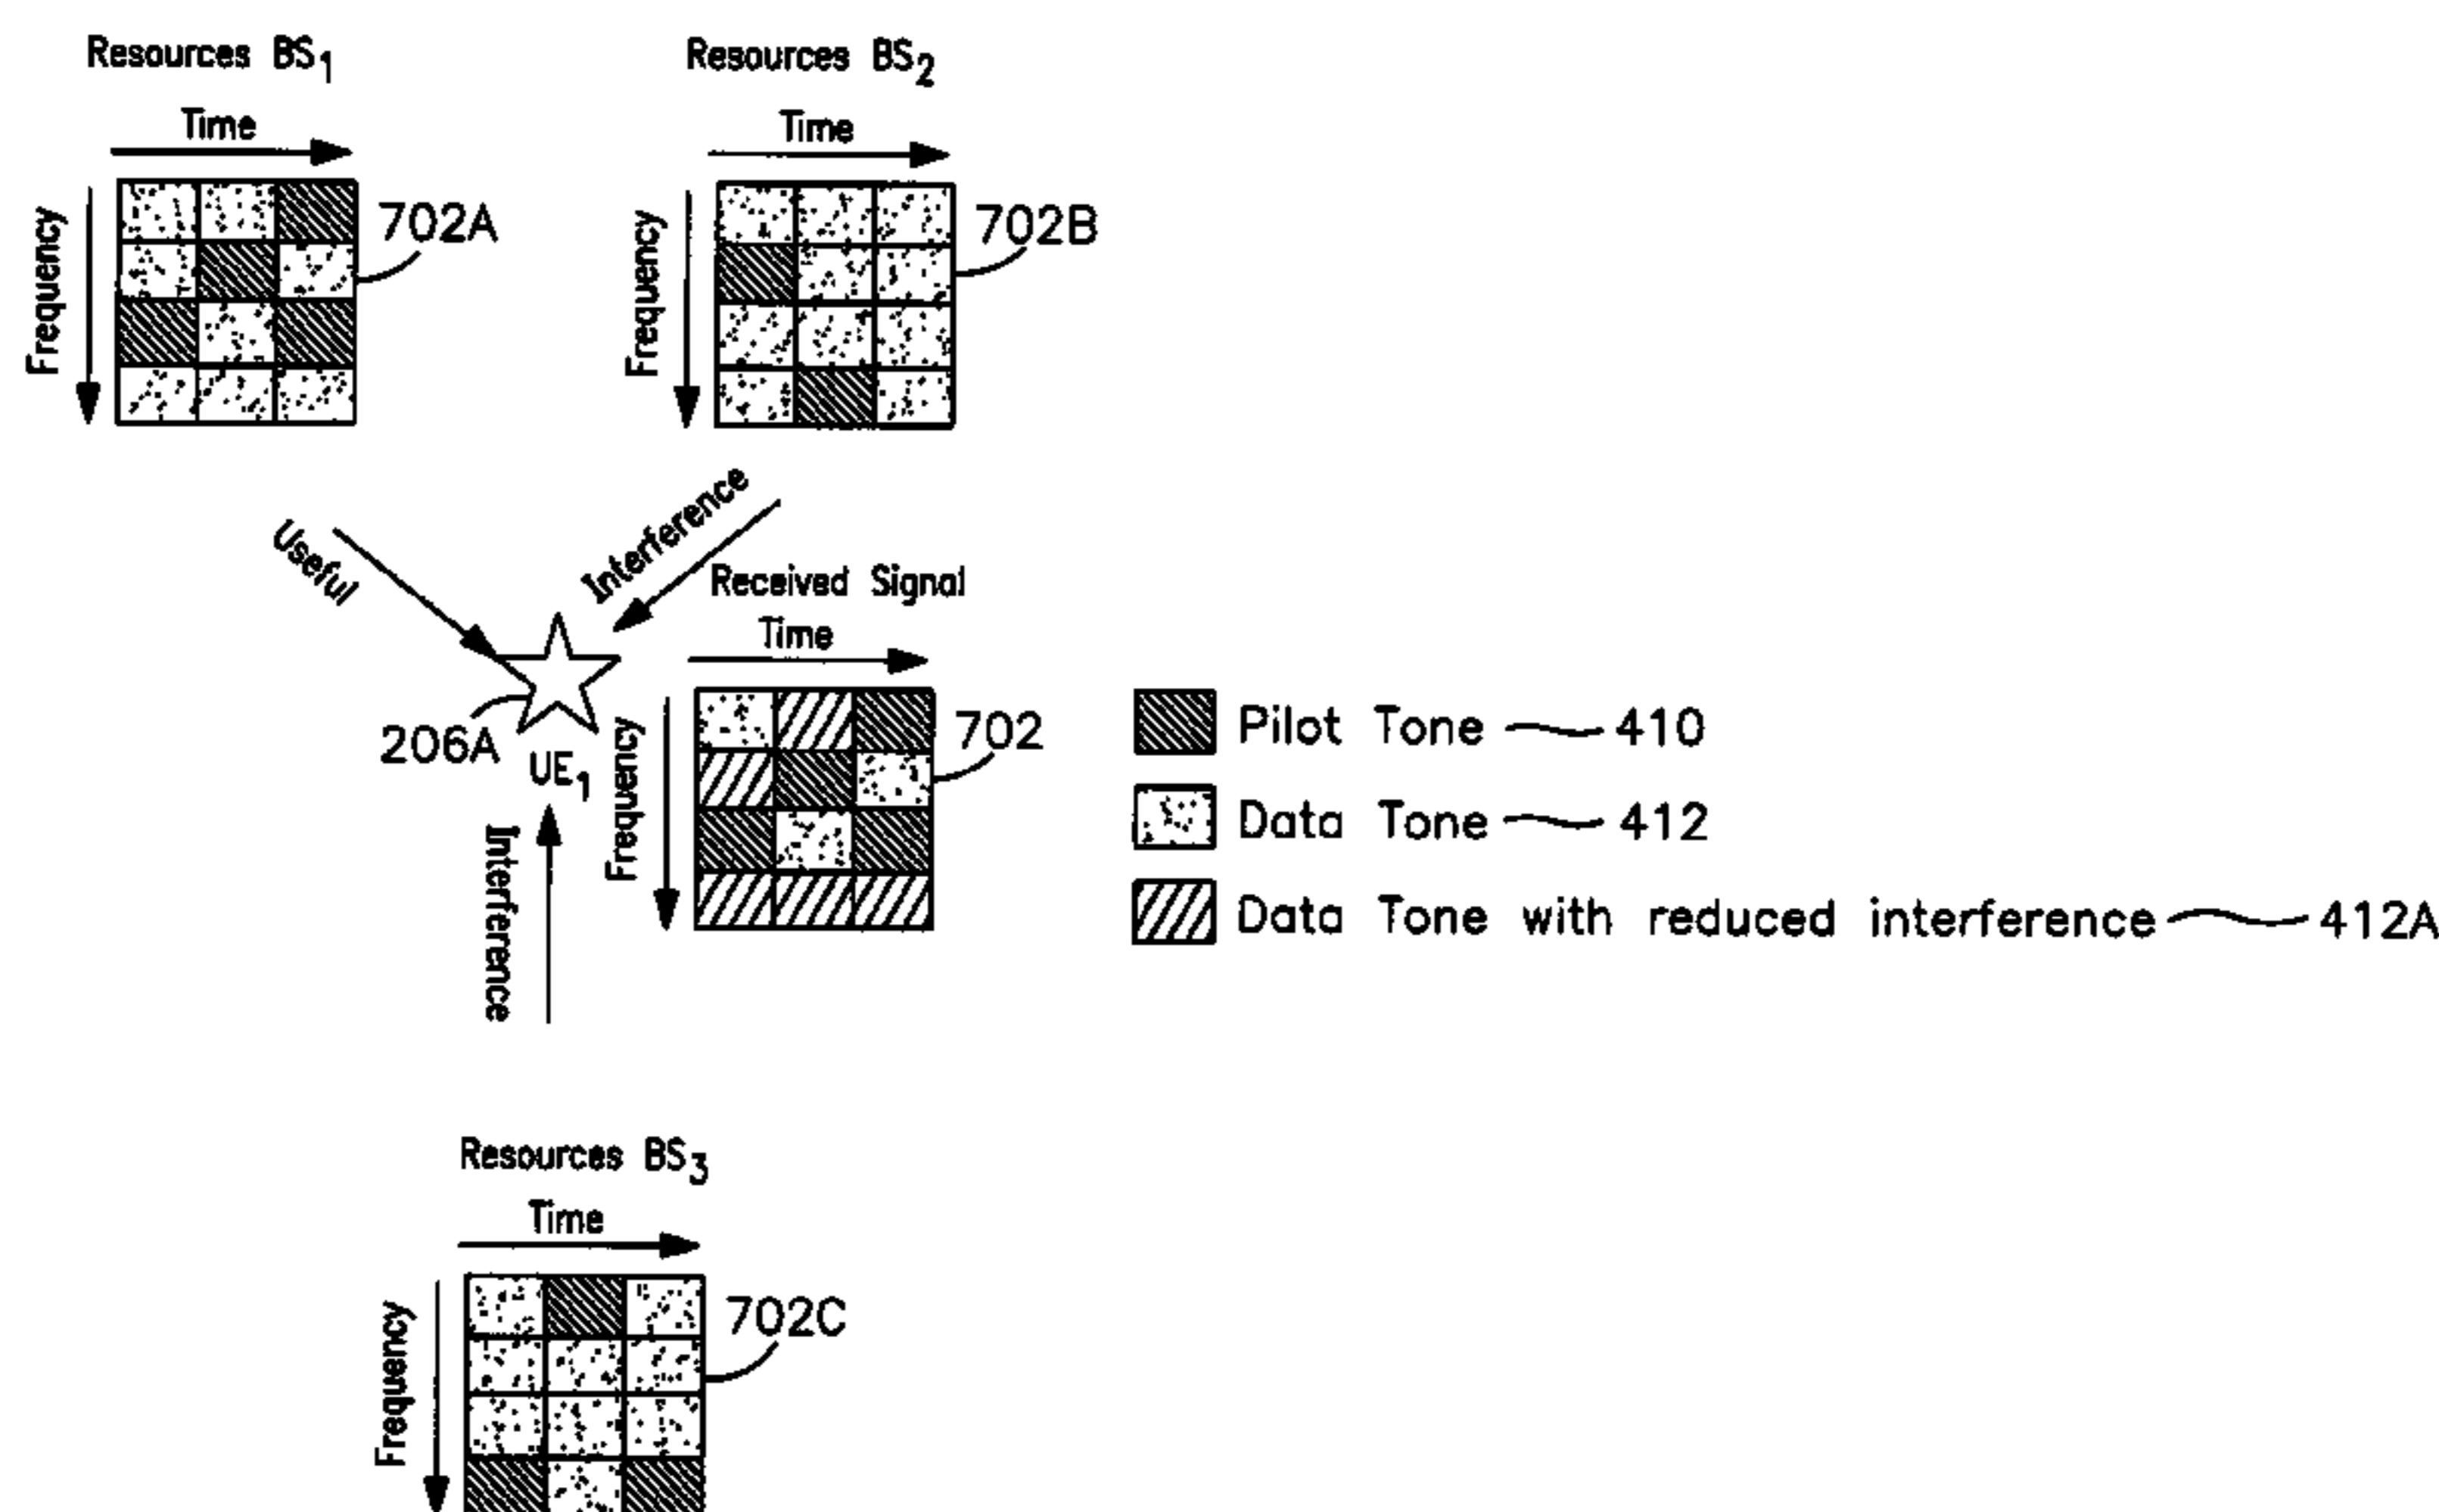 Resources BS1
Time
Frequency
702A
Resources BS2
Time
Frequency
702B
Useful
Interference
206A
UE1
Interference
Received Signal
Time
Frequency
702
Pilot Tone 410
Data Tone 412
Data Tone with reduced interference 412A
Resources BS3
Time
Frequency
702C